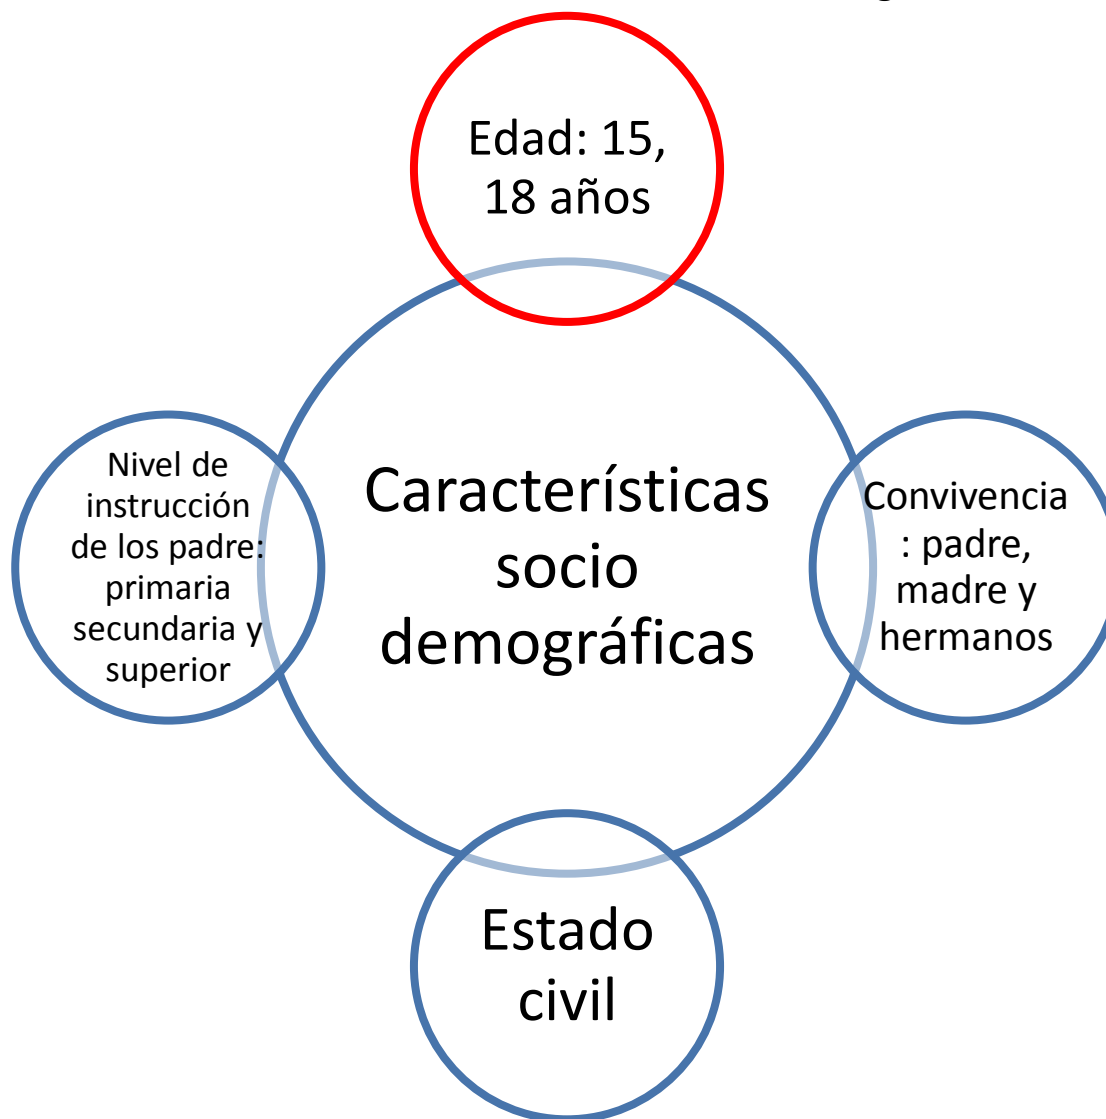 Edad: 15,
18 años
Nivel de
instrucción
de los padre:
primaria
secundaria y
superior
Características
socio
demográficas
Convivencia
: padre,
madre y
hermanos
Estado
civil